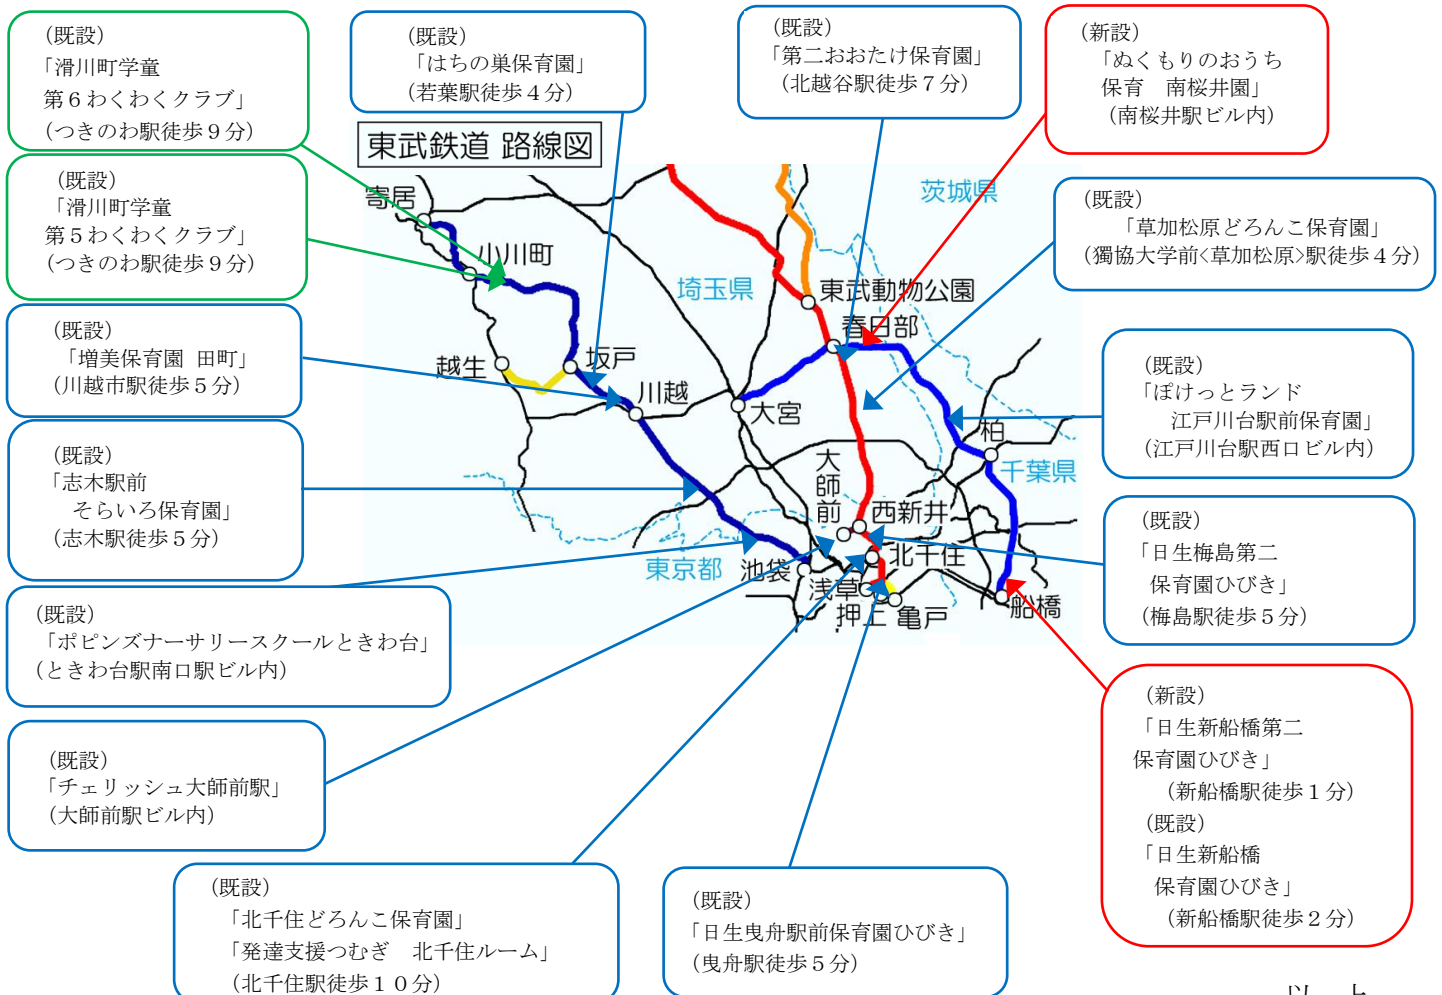 (既設)
「滑川町学童
第６わくわくクラブ」
(つきのわ駅徒歩９分)
(既設)
「はちの巣保育園」
(若葉駅徒歩４分)
(既設)
「第二おおたけ保育園」
(北越谷駅徒歩７分)
(新設)
「ぬくもりのおうち
保育　南桜井園」
(南桜井駅ビル内)
東武鉄道 路線図
(既設)
「滑川町学童
第５わくわくクラブ」
(つきのわ駅徒歩９分)
(既設)
「草加松原どろんこ保育園」
(獨協大学前<草加松原>駅徒歩４分)
(既設)
「増美保育園 田町」
(川越市駅徒歩５分)
(既設)
「ぽけっとランド
江戸川台駅前保育園」
(江戸川台駅西口ビル内)
(既設)
「志木駅前
そらいろ保育園」
(志木駅徒歩５分)
(既設)
「日生梅島第二
保育園ひびき」
(梅島駅徒歩５分)
(既設)
「ポピンズナーサリースクールときわ台」
(ときわ台駅南口駅ビル内)
(既設)
「チェリッシュ大師前駅」
(大師前駅ビル内)
(新設)
「日生新船橋第二
保育園ひびき」
(新船橋駅徒歩１分)
(既設)
「日生新船橋
保育園ひびき」
(新船橋駅徒歩２分)
(既設)
「北千住どろんこ保育園」
「発達支援つむぎ　北千住ルーム」
(北千住駅徒歩１０分)
(既設)
「日生曳舟駅前保育園ひびき」
(曳舟駅徒歩５分)
寄居
小川町
越生
坂戸
川越
大宮
埼玉県
茨城県
東武動物公園
春日部
柏
千葉県
大師前
西新井
北千住
東京都
池袋
浅草
押上
亀戸
船橋
以　上